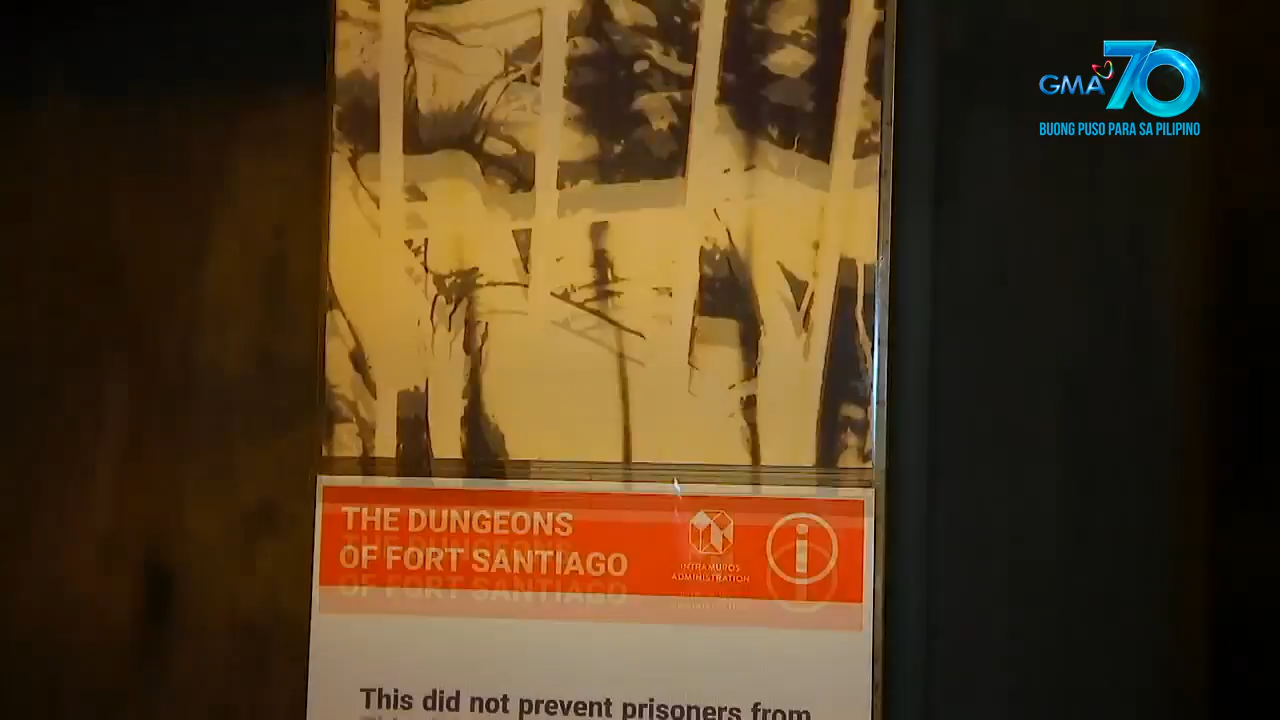 GMA 70
BUONG PUSO PARA SA PILIPINO
THE DUNGEONS
OF FORT SANTIAGO
INTRAMUROS
ADMINISTRATION
This did not prevent prisoners from